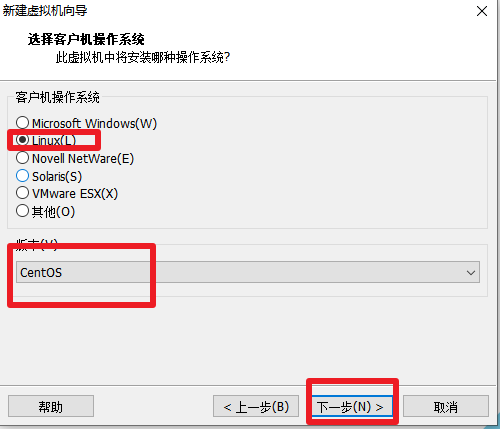 新建虚拟机向导
选择客户机操作系统
此虚拟机中将安装哪种操作系统?
客户机操作系统
Microsoft Windows(W)
Linux(L)
Novell NetWare(E)
Solaris(S)
VMware ESX(X)
其他(O)
版本(V)
CentOS
帮助
< 上一步(B)
下一步(N) >
取消